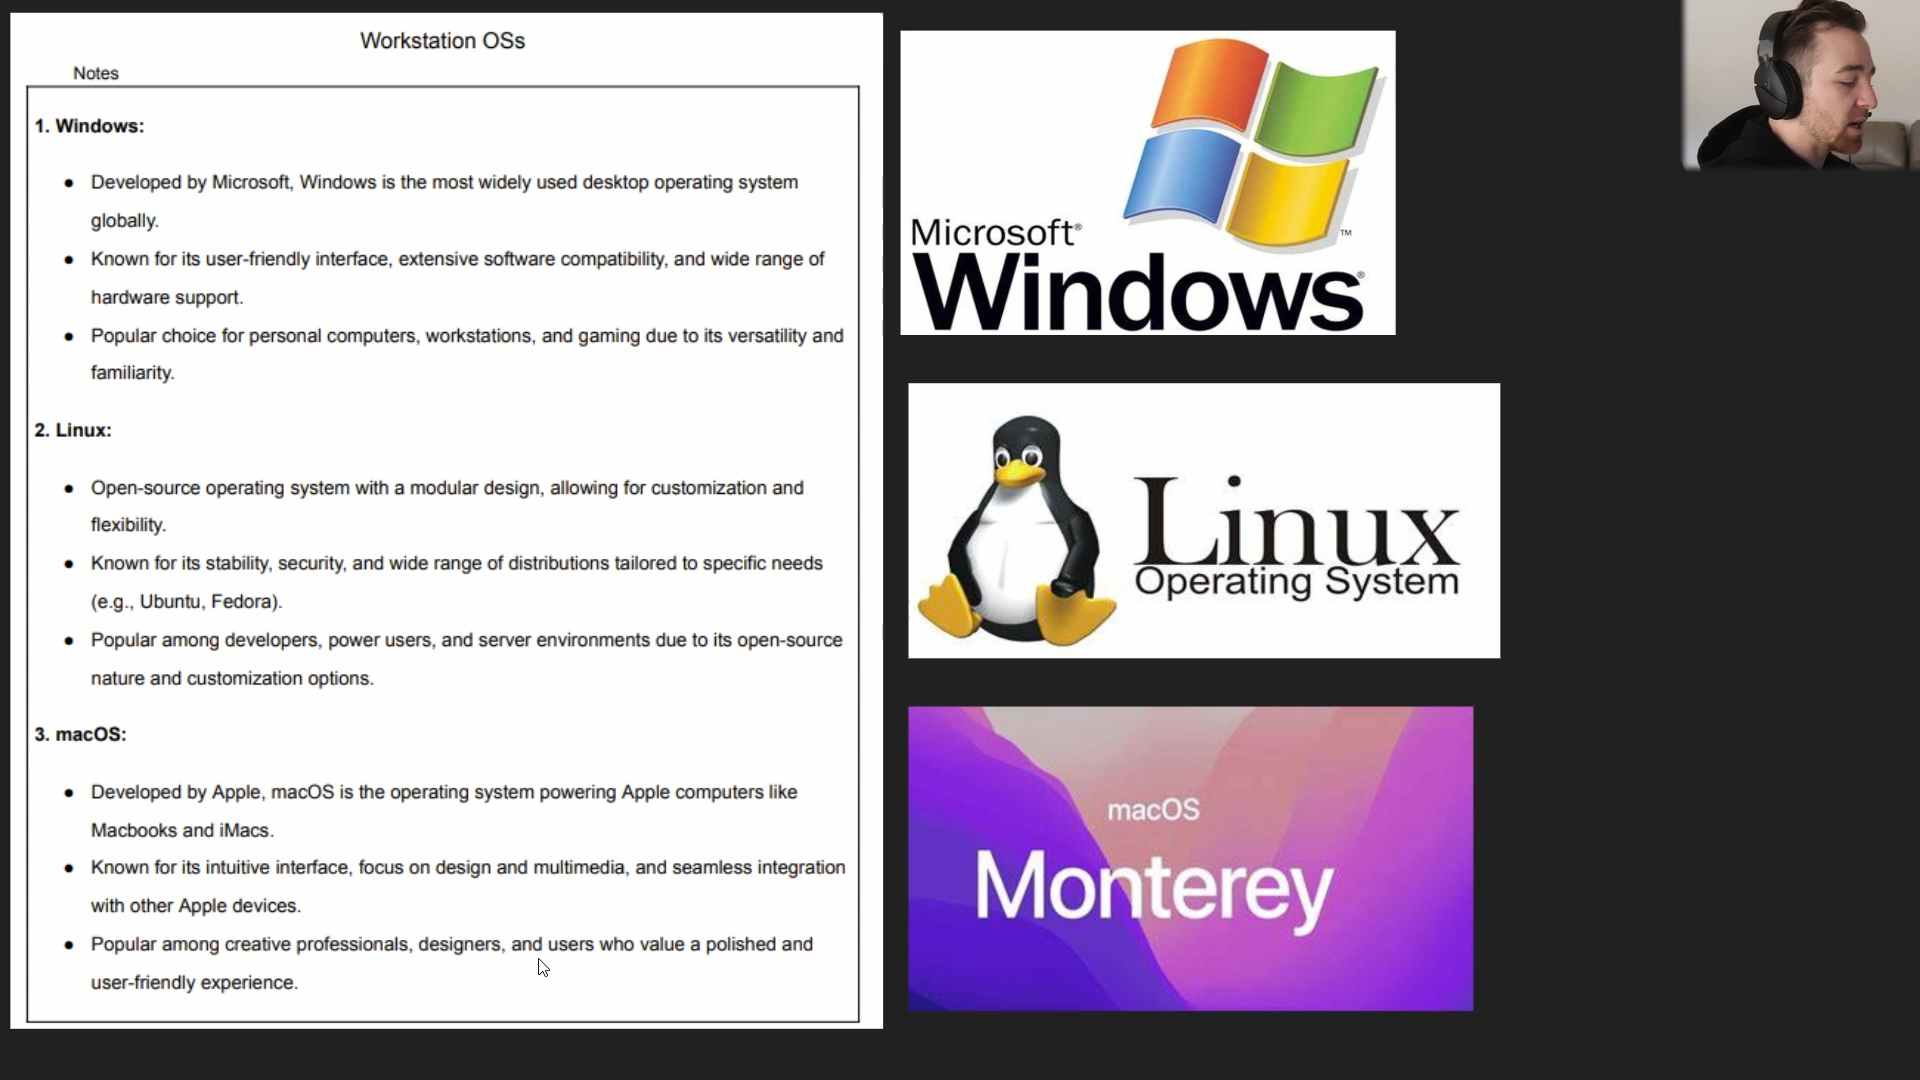 Workstation OSs
Notes
1. Windows:
● Developed by Microsoft, Windows is the most widely used desktop operating system
globally.
● Known for its user-friendly interface, extensive software compatibility, and wide range of
hardware support.
● Popular choice for personal computers, workstations, and gaming due to its versatility and
familiarity.
2. Linux:
● Open-source operating system with a modular design, allowing for customization and
flexibility.
● Known for its stability, security, and wide range of distributions tailored to specific needs
(e.g., Ubuntu, Fedora).
● Popular among developers, power users, and server environments due to its open-source
nature and customization options.
3. macOS:
● Developed by Apple, macOS is the operating system powering Apple computers like
Macbooks and iMacs.
● Known for its intuitive interface, focus on design and multimedia, and seamless integration
with other Apple devices.
● Popular among creative professionals, designers, and users who value a polished and
user-friendly experience.
TM
Microsoft®
Windows®
Linux
Operating System
macOS
Monterey